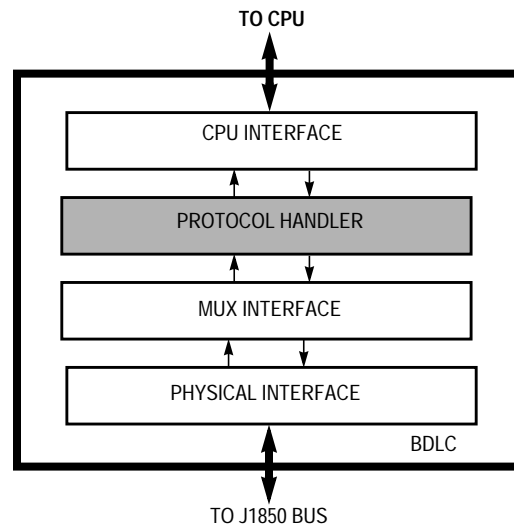 TO CPU
CPU INTERFACE
PROTOCOL HANDLER
MUX INTERFACE
PHYSICAL INTERFACE
BDLC
TO J1850 BUS